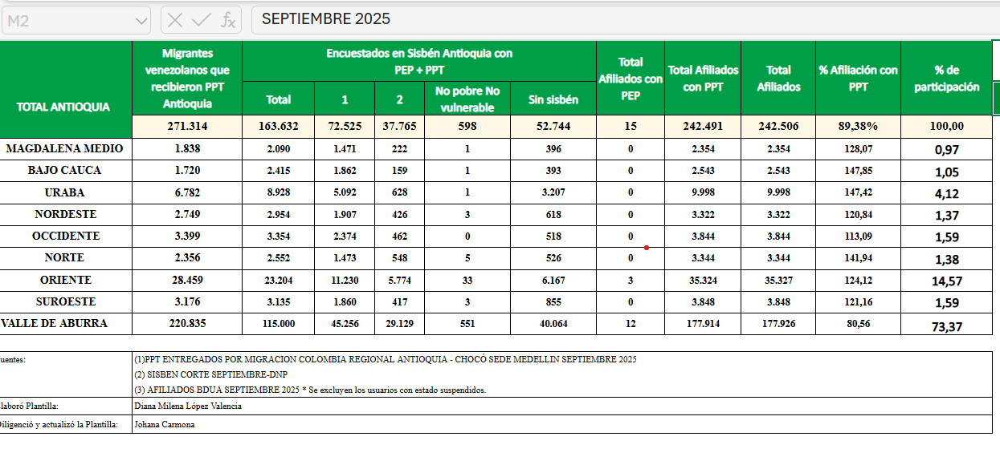 M2 fx SEPTIEMBRE 2025
TOTAL ANTIOQUIA
Migrantes venezolanos que recibieron PPT Antioquia
Encuestados en Sisbén Antioquia con PEP + PPT
Total 1 2 No pobre No vulnerable Sin sisbén
Total Afiliados con PEP
Total Afiliados con PPT
Total Afiliados
% Afiliación con PPT
% de participación
271.314 163.632 72.525 37.765 598 52.744 15 242.491 242.506 89,38% 100,00
MAGDALENA MEDIO 1.838 2.090 1.471 222 1 396 0 2.354 2.354 128,07 0,97
BAJO CAUCA 1.720 2.415 1.862 159 1 393 0 2.543 2.543 147,85 1,05
URABA 6.782 8.928 5.092 628 1 3.207 0 9.998 9.998 147,42 4,12
NORDESTE 2.749 2.954 1.907 426 3 618 0 3.322 3.322 120,84 1,37
OCCIDENTE 3.399 3.354 2.374 462 0 518 0 3.844 3.844 113,09 1,59
NORTE 2.356 2.552 1.473 548 5 526 0 3.344 3.344 141,94 1,38
ORIENTE 28.459 23.204 11.230 5.774 33 6.167 3 35.324 35.327 124,12 14,57
SUROESTE 3.176 3.135 1.860 417 3 855 0 3.848 3.848 121,16 1,59
VALLE DE ABURRA 220.835 115.000 45.256 29.129 551 40.064 12 177.914 177.926 80,56 73,37
uentes: (1)PPT ENTREGADOS POR MIGRACION COLOMBIA REGIONAL ANTIOQUIA - CHOCÓ SEDE MEDELLIN SEPTIEMBRE 2025
(2) SISBEN CORTE SEPTIEMBRE-DNP
(3) AFILIADOS BDUA SEPTIEMBRE 2025 * Se excluyen los usuarios con estado suspendidos.
laboró Plantilla: Diana Milena López Valencia
iligenció y actualizó la Plantilla: Johana Carmona